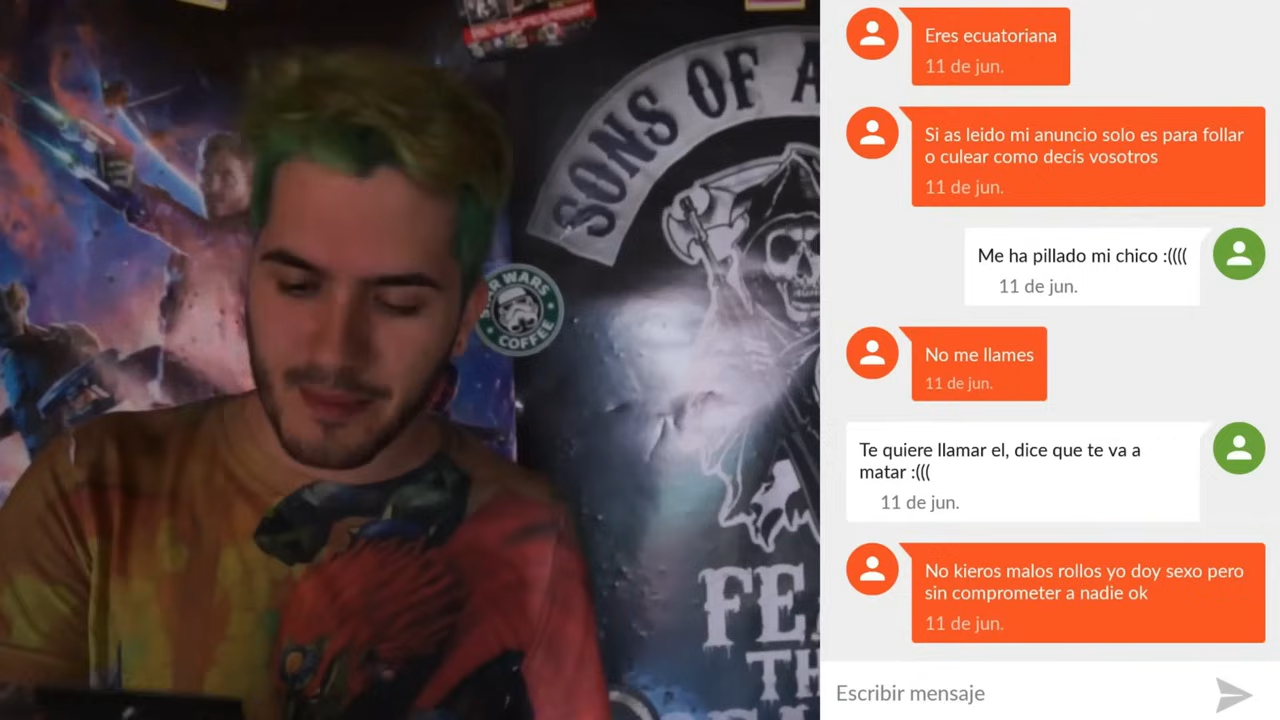 SONS OF A
STAR WARS
COFFEE
FEA
TH
Eres ecuatoriana
11 de jun.
Si as leido mi anuncio solo es para follar
o culear como decis vosotros
11 de jun.
Me ha pillado mi chico :((((
11 de jun.
No me llames
11 de jun.
Te quiere llamar el, dice que te va a
matar :(((
11 de jun.
No kieros malos rollos yo doy sexo pero
sin comprometer a nadie ok
11 de jun.
Escribir mensaje